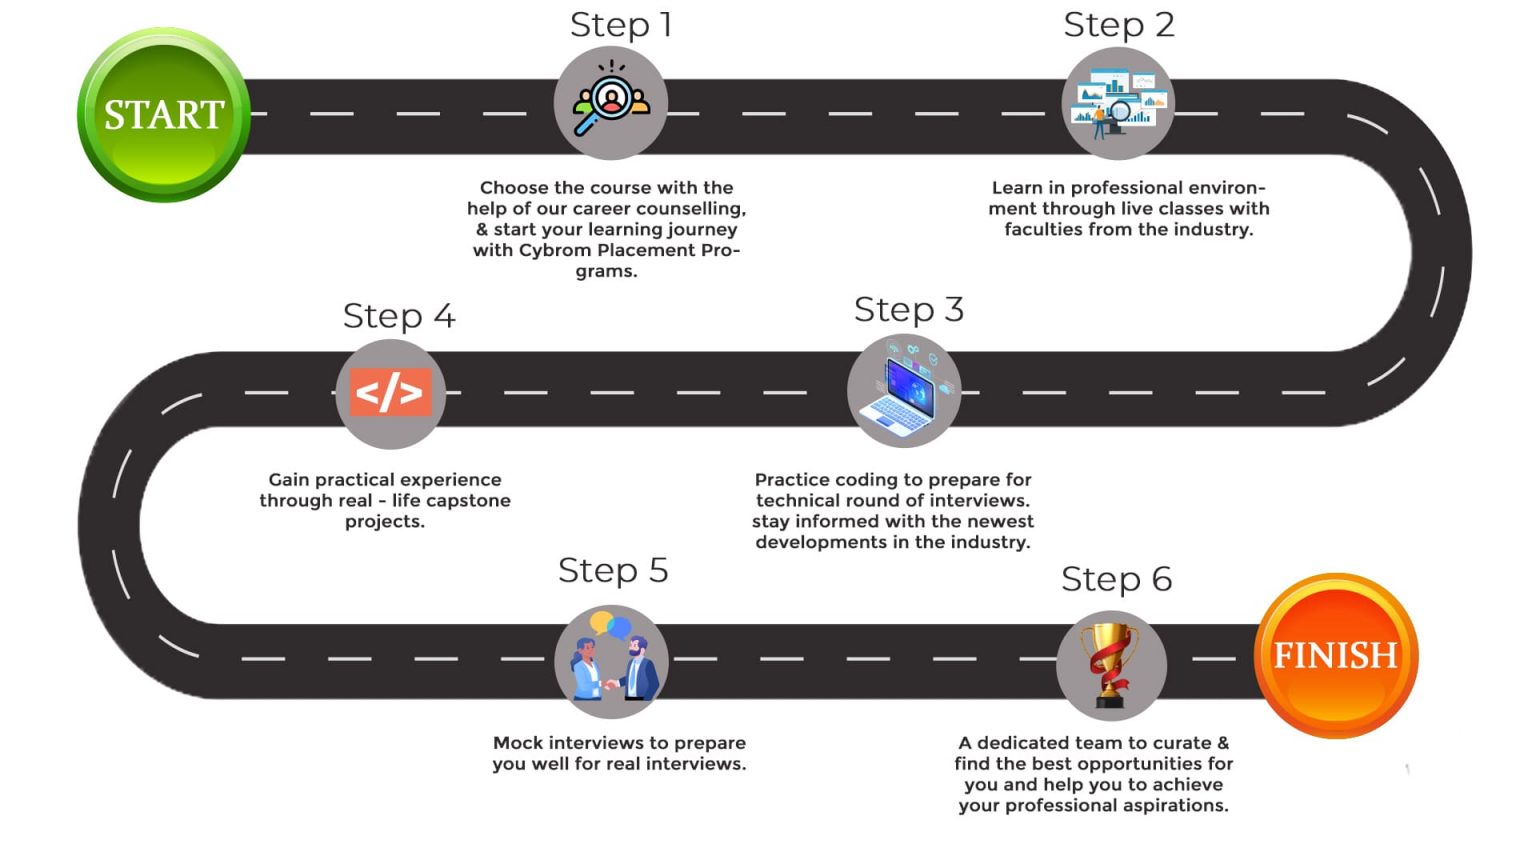 START
Step 1
Choose the course with the
help of our career counselling,
& start your learning journey
with Cybrom Placement Pro-
grams.
Step 2
Learn in professional environ-
ment through live classes with
faculties from the industry.
Step 3
Practice coding to prepare for
technical round of interviews.
stay informed with the newest
developments in the industry.
Step 4
</>
Gain practical experience
through real - life capstone
projects.
Step 5
Mock interviews to prepare
you well for real interviews.
Step 6
A dedicated team to curate &
find the best opportunities for
you and help you to achieve
your professional aspirations.
FINISH